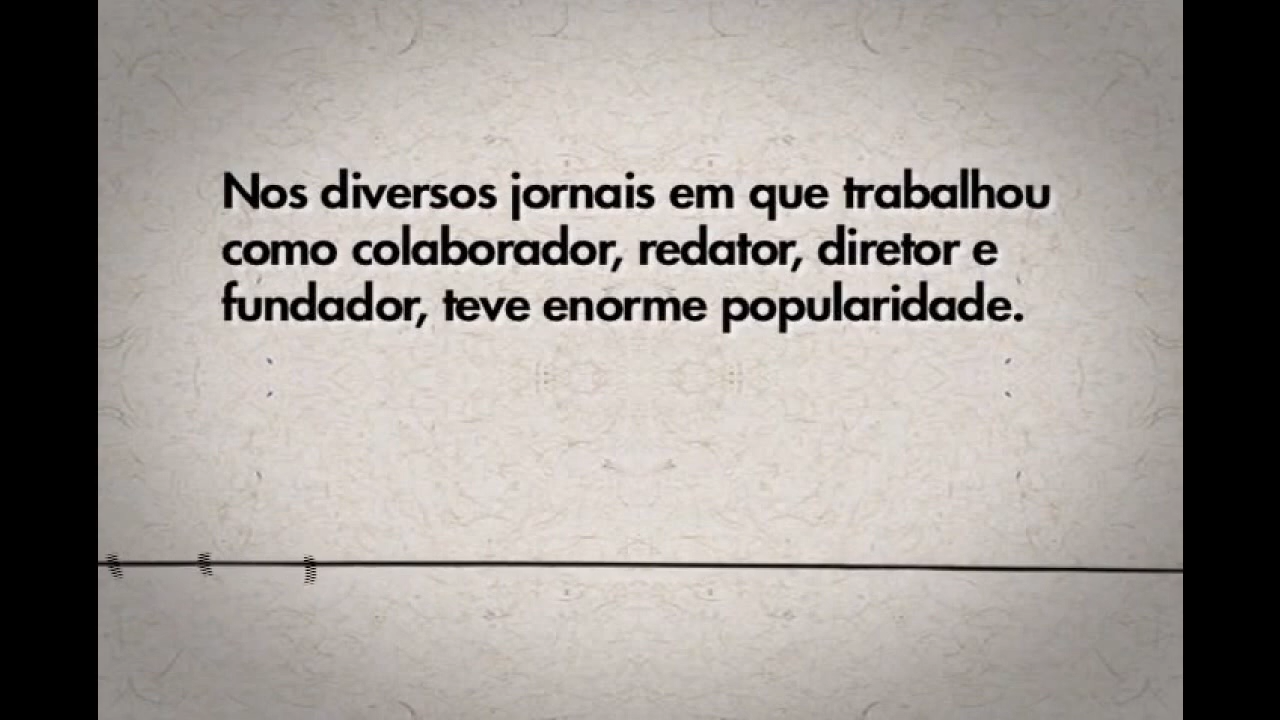 Nos diversos jornais em que trabalhou
como colaborador, redator, diretor e
fundador, teve enorme popularidade.